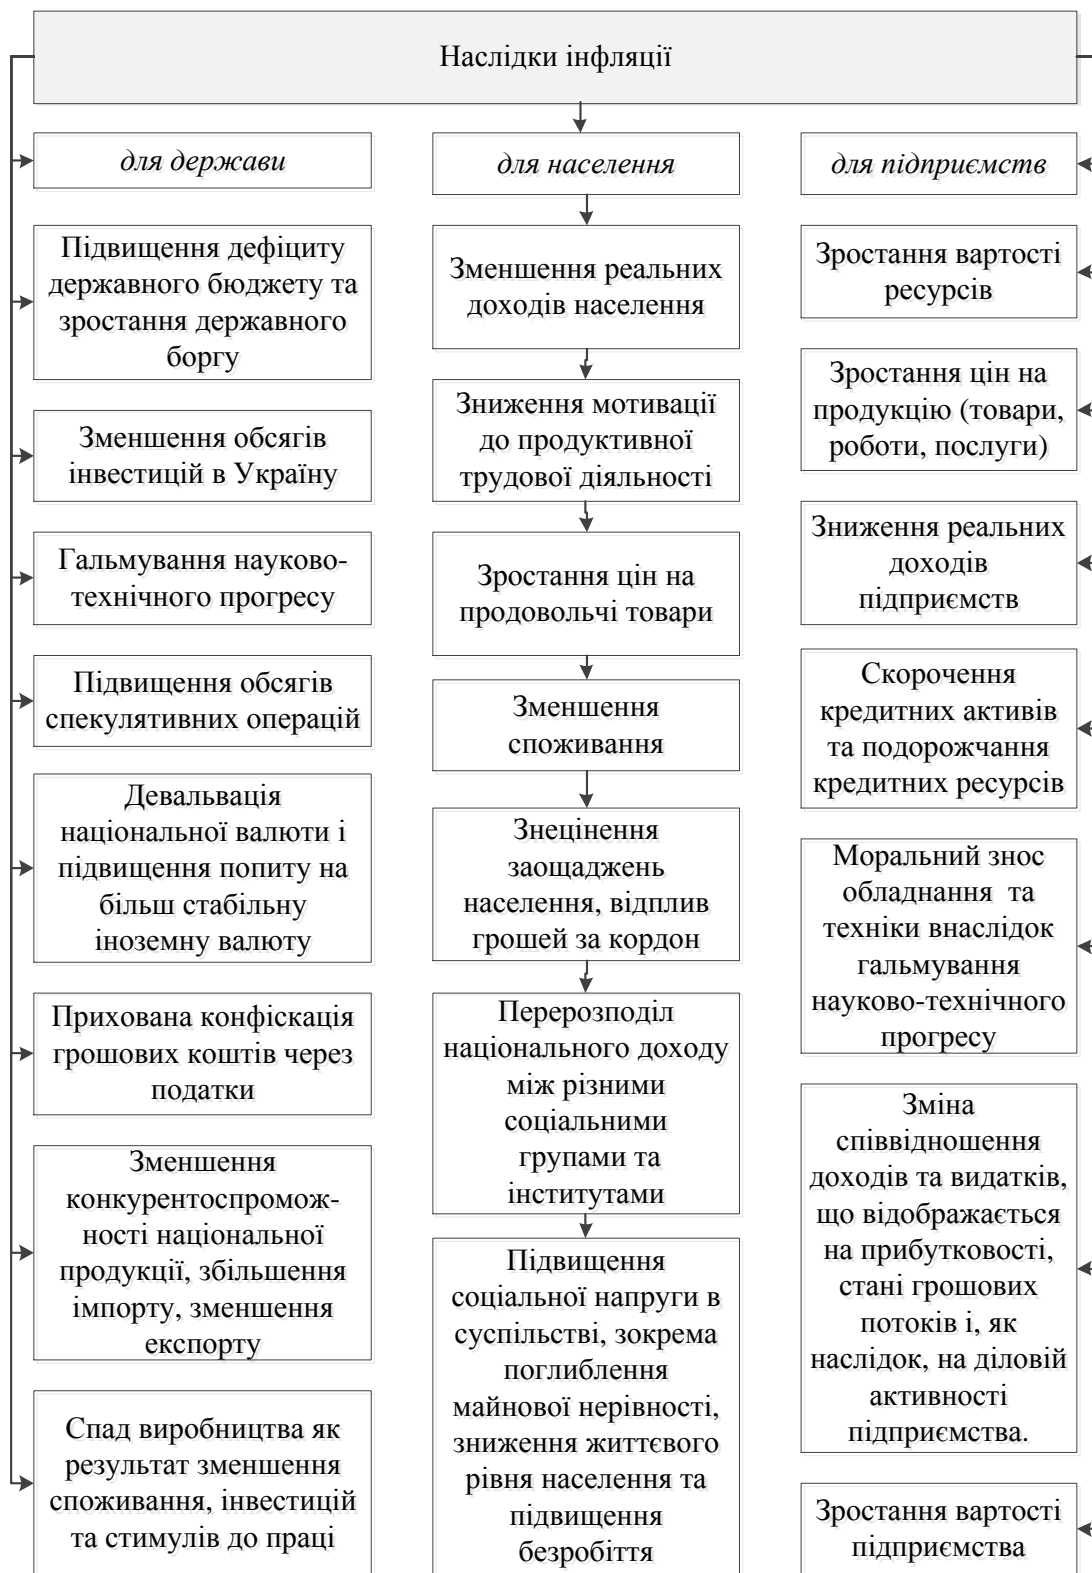 Наслідки інфляції
для держави
Підвищення дефіциту
державного бюджету та
зростання державного
боргу
Зменшення обсягів
інвестицій в Україну
Гальмування науково-
технічного прогресу
Підвищення обсягів
спекулятивних операцій
Девальвація
національної валюти і
підвищення попиту на
більш стабільну
іноземну валюту
Прихована конфіскація
грошових коштів через
податки
Зменшення
конкурентоспромож-
ності національної
продукції, збільшення
імпорту, зменшення
експорту
Спад виробництва як
результат зменшення
споживання, інвестицій
та стимулів до праці
для населення
Зменшення реальних
доходів населення
Зниження мотивації
до продуктивної
трудової діяльності
Зростання цін на
продовольчі товари
Зменшення
споживання
Знецінення
заощаджень
населення, відплив
грошей за кордон
Перерозподіл
національного доходу
між різними
соціальними
групами та
інститутами
Підвищення
соціальної напруги в
суспільстві, зокрема
поглиблення
майнової нерівності,
зниження життєвого
рівня населення та
підвищення
безробіття
для підприємств
Зростання вартості
ресурсів
Зростання цін на
продукцію (товари,
роботи, послуги)
Зниження реальних
доходів
підприємств
Скорочення
кредитних активів
та подорожчання
кредитних ресурсів
Моральний знос
обладнання  та
техніки внаслідок
гальмування
науково-технічного
прогресу
Зміна
співвідношення
доходів та видатків,
що відображається
на прибутковості,
стані грошових
потоків і, як
наслідок, на діловій
активності
підприємства.
Зростання вартості
підприємства